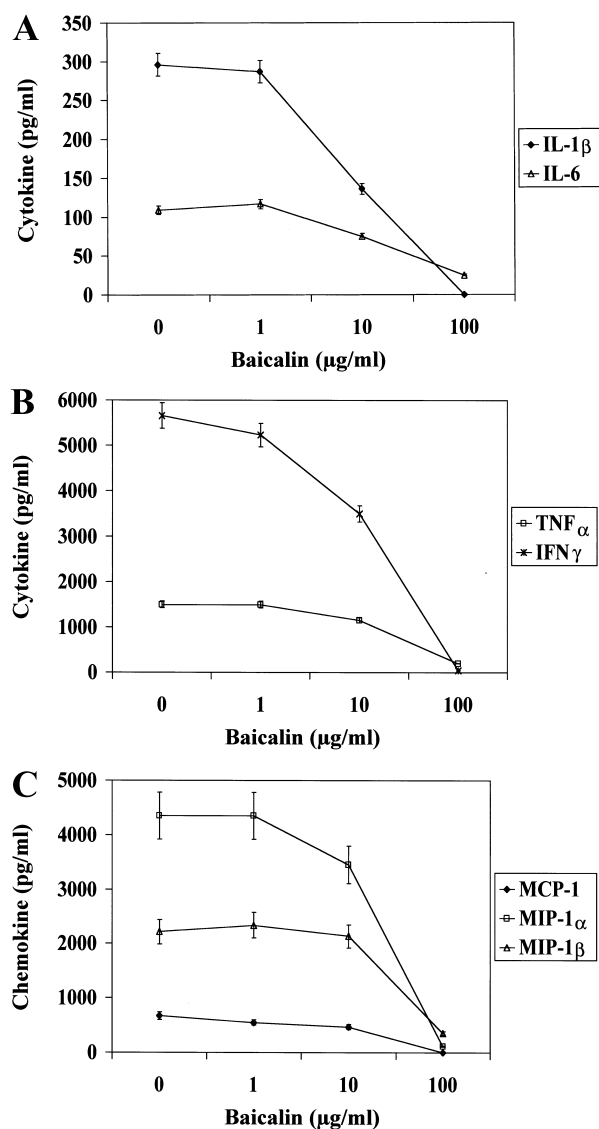 A
350
300
250
200
150
100
50
0
Cytokine (pg/ml)
0 1 10 100
Baicalin (µg/ml)
IL-1β
IL-6
B
6000
5000
4000
3000
2000
1000
0
Cytokine (pg/ml)
0 1 10 100
Baicalin (µg/ml)
TNF α
IFN γ
C
5000
4000
3000
2000
1000
0
Chemokine (pg/ml)
0 1 10 100
Baicalin (µg/ml)
MCP-1
MIP-1α
MIP-1β